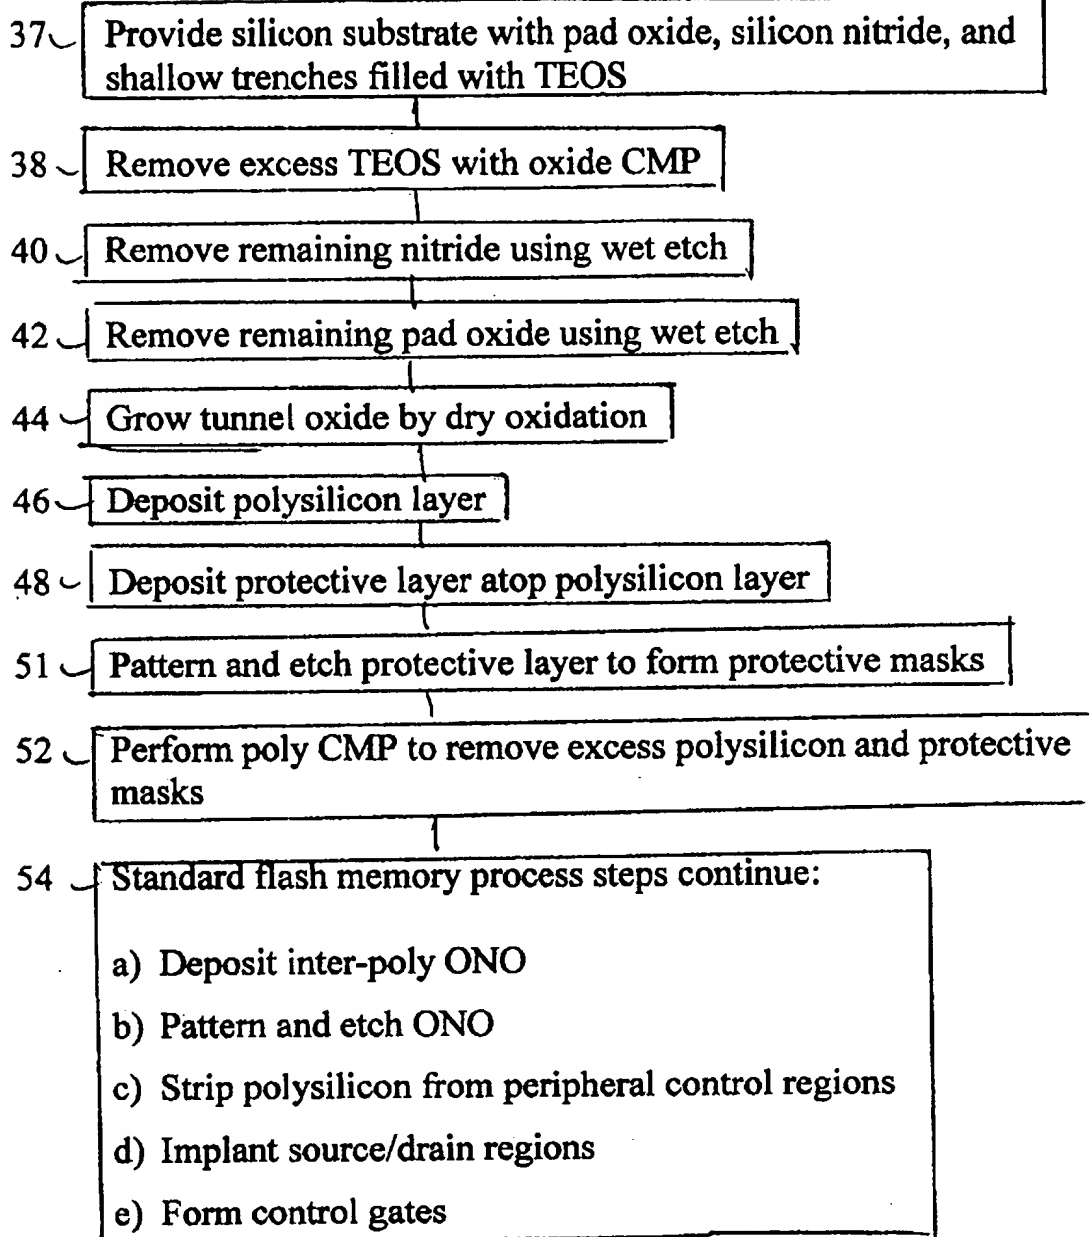 37 Provide silicon substrate with pad oxide, silicon nitride, and
shallow trenches filled with TEOS
38 Remove excess TEOS with oxide CMP
40 Remove remaining nitride using wet etch
42 Remove remaining pad oxide using wet etch
44 Grow tunnel oxide by dry oxidation
46 Deposit polysilicon layer
48 Deposit protective layer atop polysilicon layer
51 Pattern and etch protective layer to form protective masks
52 Perform poly CMP to remove excess polysilicon and protective
masks
54 Standard flash memory process steps continue:
a) Deposit inter-poly ONO
b) Pattern and etch ONO
c) Strip polysilicon from peripheral control regions
d) Implant source/drain regions
e) Form control gates